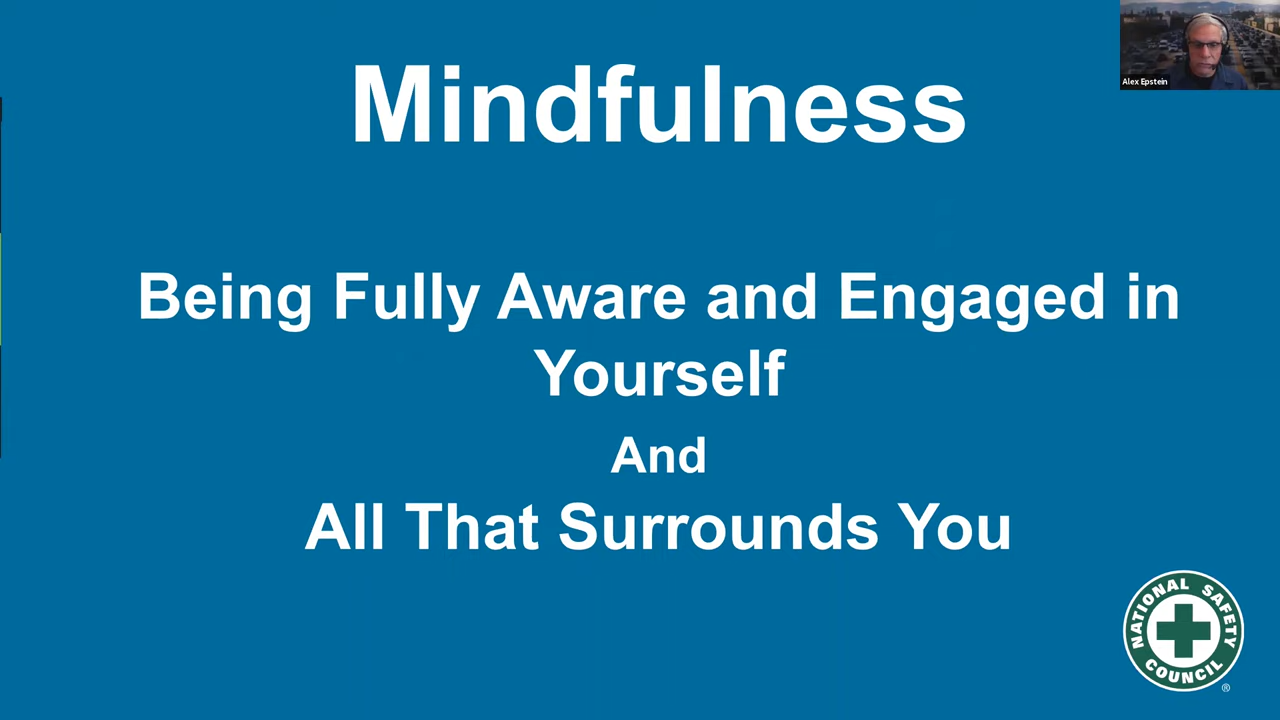 Mindfulness
Alex Epstein
Being Fully Aware and Engaged in
Yourself
And
All That Surrounds You
NATIONAL SAFETY
COUNCIL
®